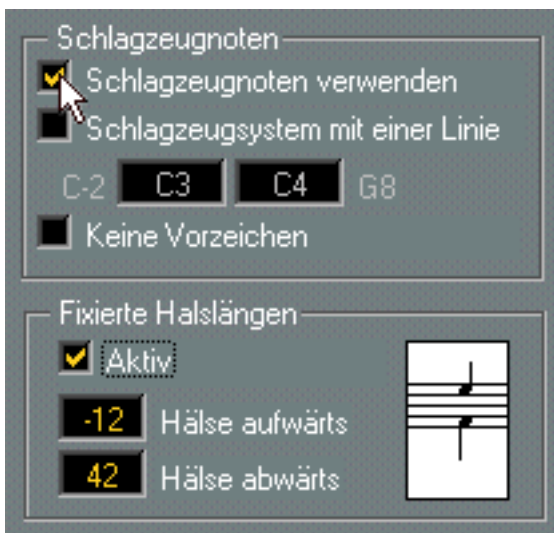 Schlagzeugnoten
Schlagzeugnoten verwenden
Schlagzeugsystem mit einer Linie
C-2 C3 C4 G8
Keine Vorzeichen
Fixierte Halslängen
Aktiv
-12 Hälse aufwärts
42 Hälse abwärts